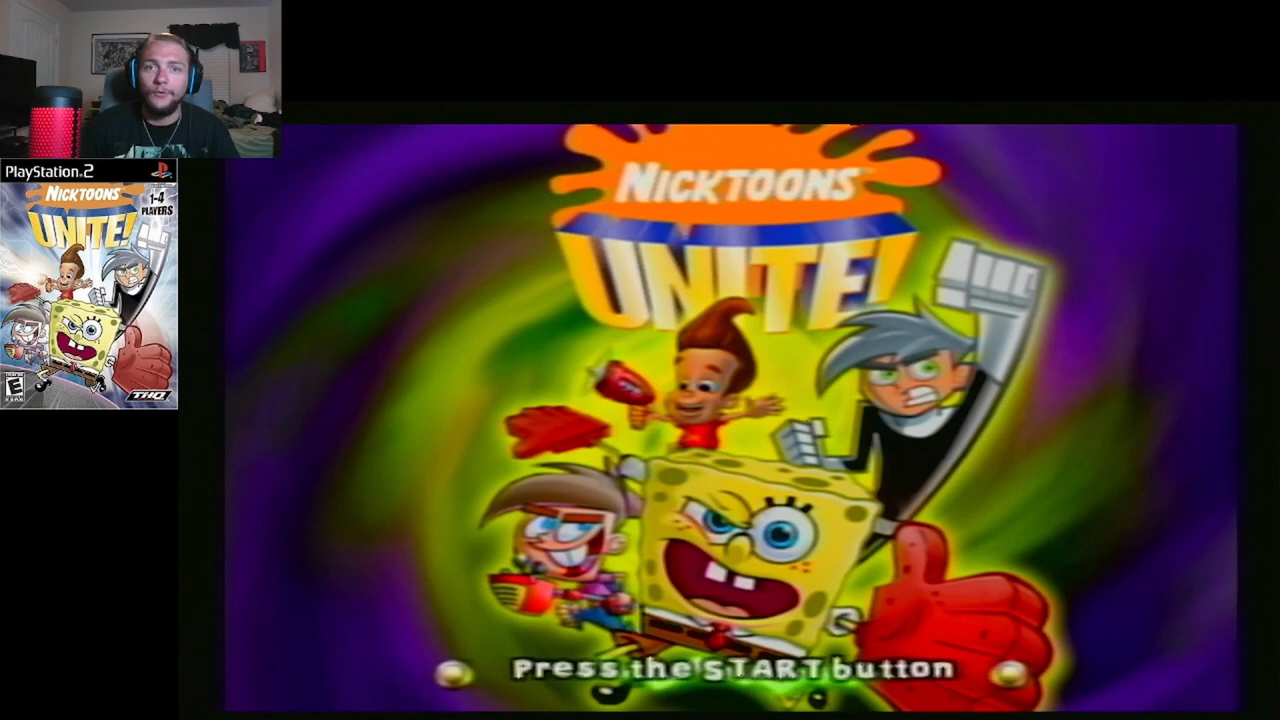 PlayStation.2
NICKTOONS
UNITE!
1-4
PLAYERS
E
THQ
NICKTOONS
UNITE!
Press the START button